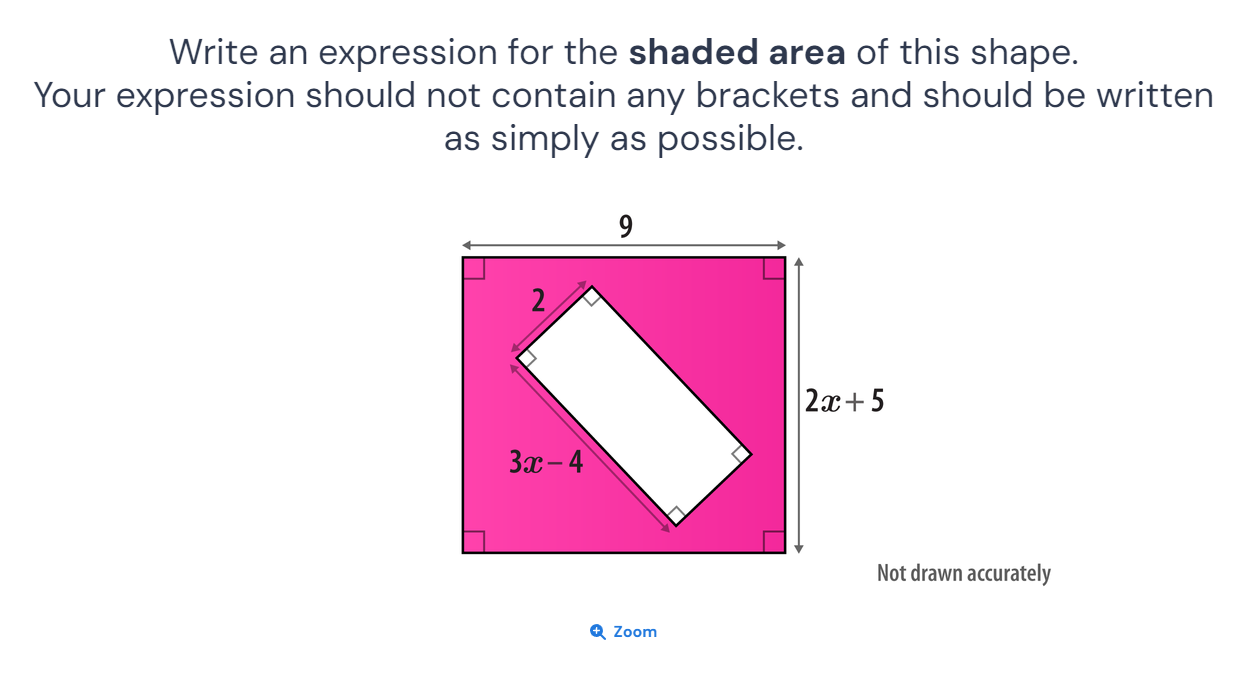 Write an expression for the shaded area of this shape.
Your expression should not contain any brackets and should be written
as simply as possible.
9
2
2x + 5
3x – 4
Not drawn accurately
Zoom